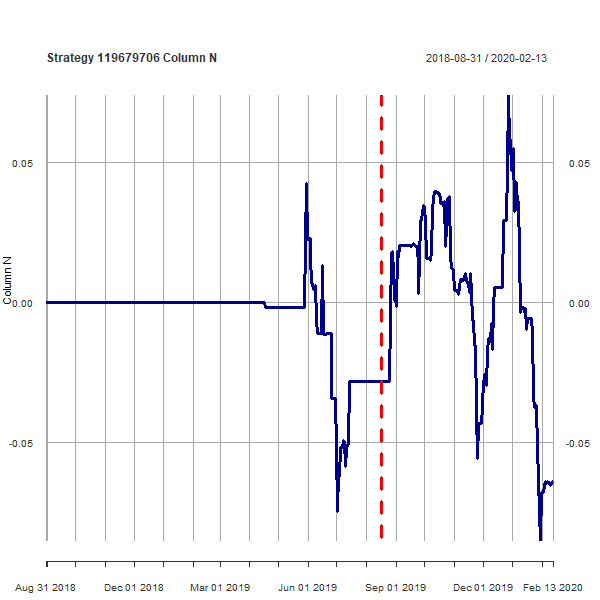 Strategy 119679706 Column N
2018-08-31 / 2020-02-13
0.05
0.05
Column N
0.00
0.00
-0.05
-0.05
Aug 31 2018
Dec 01 2018
Mar 01 2019
Jun 01 2019
Sep 01 2019
Dec 01 2019
Feb 13 2020